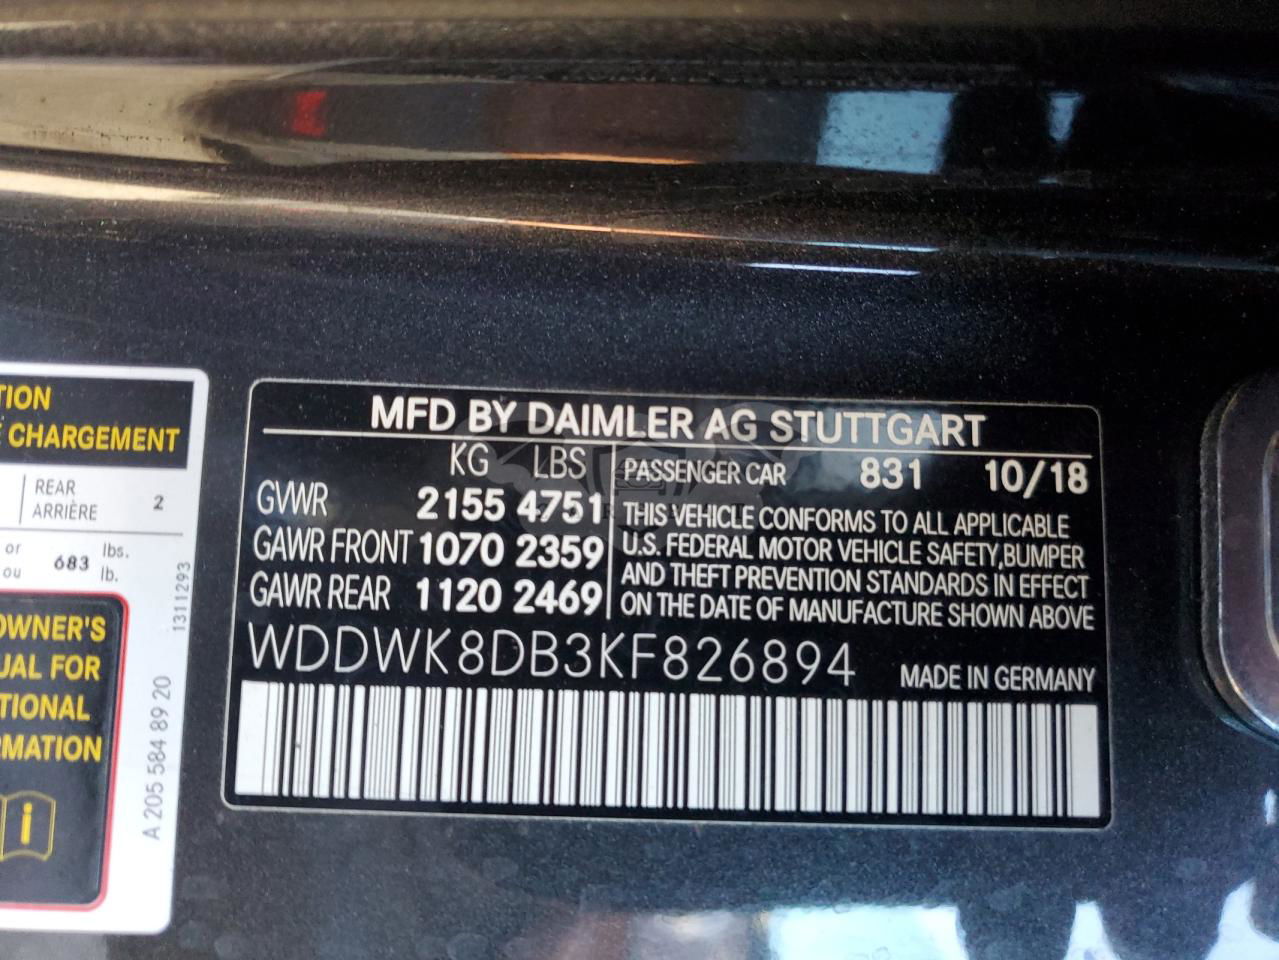 TION
E CHARGEMENT
REAR
ARRIÈRE 2
or
ou 683 lbs.
lb.
OWNER'S
UAL FOR
TIONAL
RMATION
i
A 205 584 89 20
1311293
MFD BY DAIMLER AG STUTTGART
KG LBS
GVWR 2155 4751
GAWR FRONT 1070 2359
GAWR REAR 1120 2469
PASSENGER CAR 831 10/18
THIS VEHICLE CONFORMS TO ALL APPLICABLE
U.S. FEDERAL MOTOR VEHICLE SAFETY, BUMPER
AND THEFT PREVENTION STANDARDS IN EFFECT
ON THE DATE OF MANUFACTURE SHOWN ABOVE
WDDWK8DB3KF826894
MADE IN GERMANY